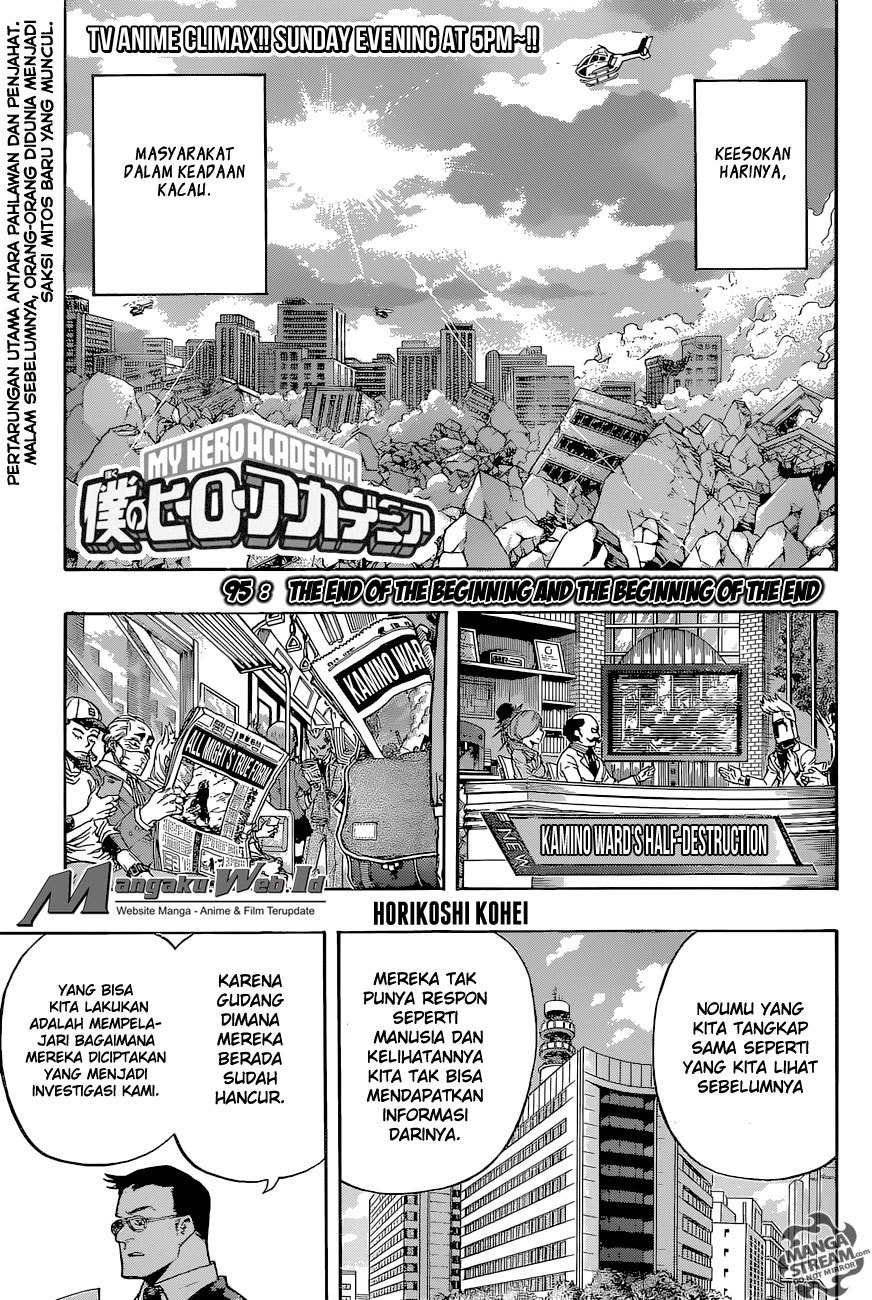 TV ANIME CLIMAX!! SUNDAY EVENING AT 5PM~!!
PERTARUNGAN UTAMA ANTARA PAHLAWAN DAN PENJAHAT.
MALAM SEBELUMNYA, ORANG-ORANG DIDUNIA MENJADI
SAKSI MITOS BARU YANG MUNCUL.
KEESOKAN
HARINYA,
MASYARAKAT
DALAM KEADAAN
KACAU.
MY HERO ACADEMIA
僕のヒーローアカデミア
95 : THE END OF THE BEGINNING AND THE BEGINNING OF THE END
KAMINO WARD'S HALF-DESTRUCTION
NEW
KAMINO WARD
ALL MIGHT'S TRUE FORM
Mangaku.Web.Id
Website Manga - Anime & Film Terupdate
HORIKOSHI KOHEI
NOUMU YANG
KITA TANGKAP
SAMA SEPERTI
YANG KITA LIHAT
SEBELUMNYA
MEREKA TAK
PUNYA RESPON
SEPERTI
MANUSIA DAN
KELIHATANNYA
KITA TAK BISA
MENDAPATKAN
INFORMASI
DARINYA.
KARENA
GUDANG
DIMANA
MEREKA
BERADA
SUDAH
HANCUR.
YANG BISA
KITA LAKUKAN
ADALAH MEMPELA-
JARI BAGAIMANA
MEREKA DICIPTAKAN
YANG MENJADI
INVESTIGASI KAMI.
MANGA
STREAM.com
DO NOT MIRROR